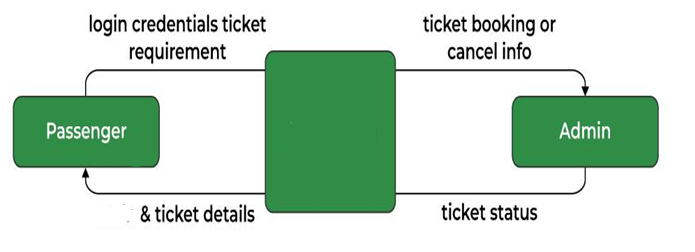 login credentials ticket
requirement
ticket booking or
cancel info
Passenger
Admin
& ticket details
ticket status